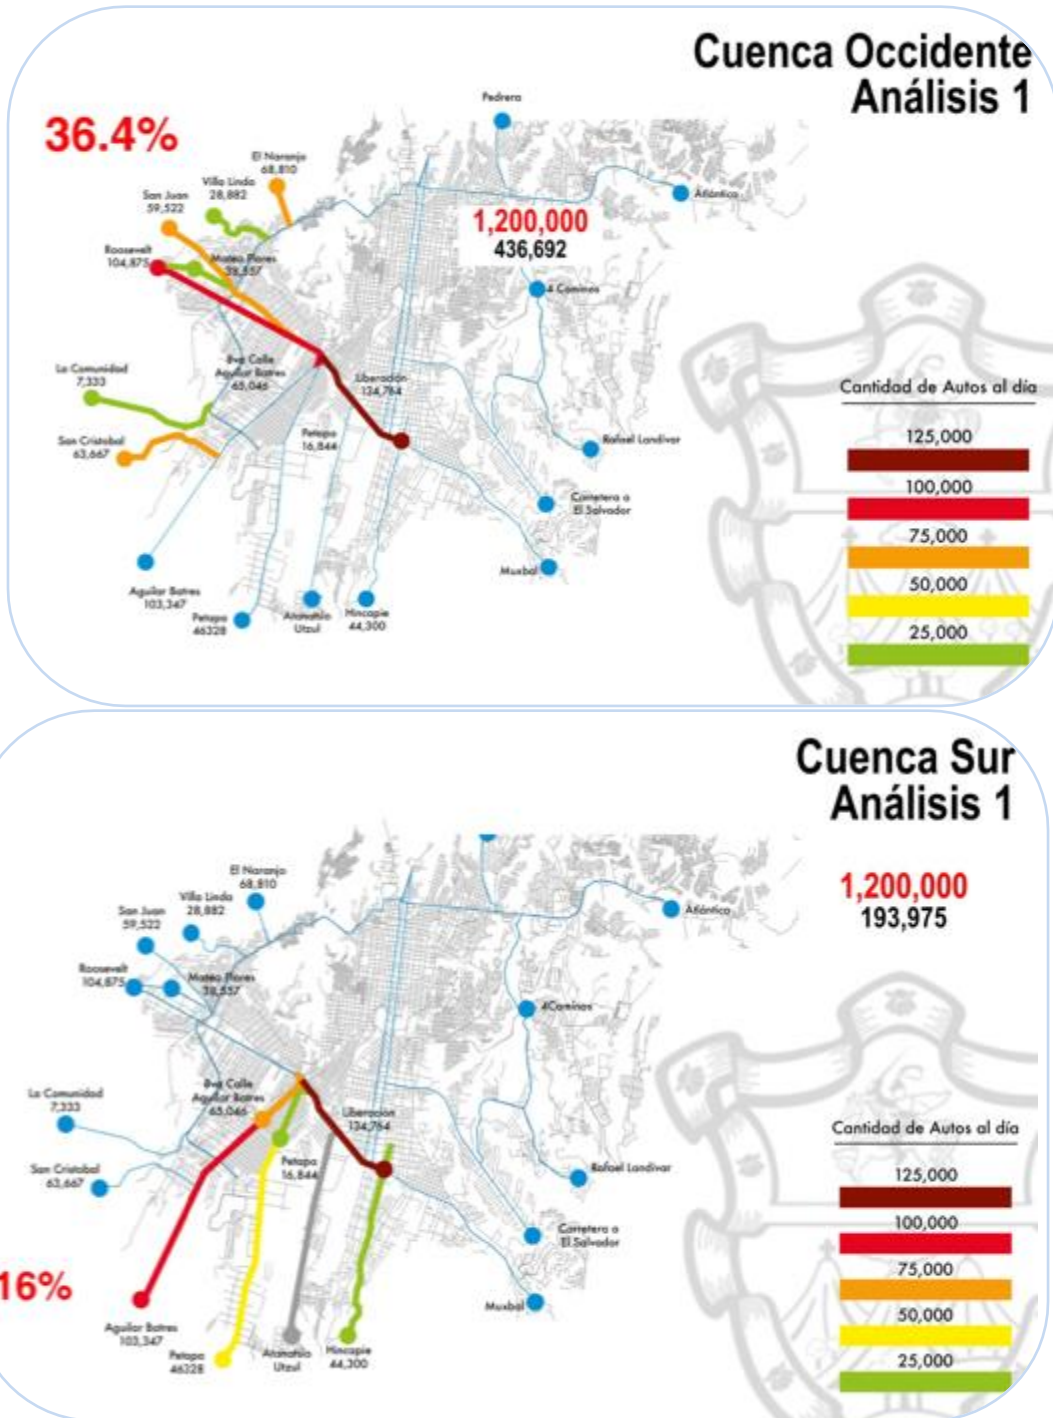 Cuenca Occidente
Análisis 1
36.4%
Pedrera
El Naranjo
68,810
Villa Linda
28,882
San Juan
59,522
Atlántico
1,200,000
436,692
Roosevelt
104,875
Mateo Flores
38,557
4 Caminos
8va Calle
Aguilar Batres
65,046
Liberación
134,764
La Comunidad
7,333
Cantidad de Autos al día
125,000
100,000
75,000
50,000
25,000
San Cristobal
63,667
Petapa
16,844
Rafael Landivar
Carretera a
El Salvador
Muxbal
Aguilar Batres
103,347
Petapa
46328
Atanasio
Utzul
Hincapie
44,300
Cuenca Sur
Análisis 1
1,200,000
193,975
El Naranjo
68,810
Villa Linda
28,882
San Juan
59,522
Atlántico
Roosevelt
104,875
Mateo Flores
38,557
4Caminos
8va Calle
Aguilar Batres
65,046
Liberación
134,764
La Comunidad
7,333
Cantidad de Autos al día
125,000
100,000
75,000
50,000
25,000
San Cristobal
63,667
Petapa
16,844
Rafael Landivar
Carretera a
El Salvador
16%
Muxbal
Aguilar Batres
103,347
Petapa
46328
Atanasio
Utzul
Hincapie
44,300